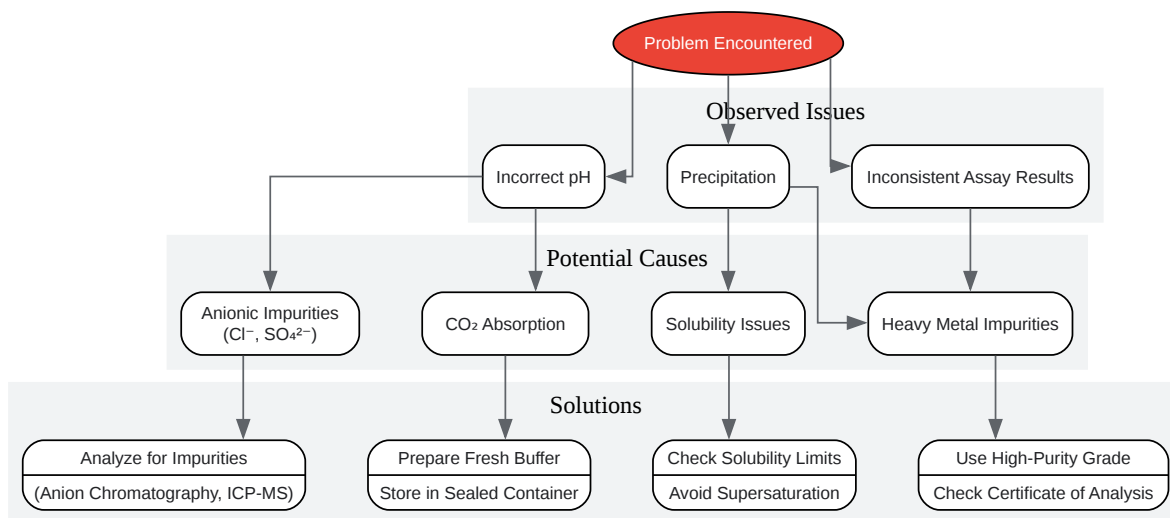 Problem Encountered
Observed Issues
Incorrect pH
Precipitation
Inconsistent Assay Results
Potential Causes
Anionic Impurities
(Cl⁻, SO₄²⁻)
CO₂ Absorption
Solubility Issues
Heavy Metal Impurities
Solutions
Analyze for Impurities
(Anion Chromatography, ICP-MS)
Prepare Fresh Buffer
Store in Sealed Container
Check Solubility Limits
Avoid Supersaturation
Use High-Purity Grade
Check Certificate of Analysis